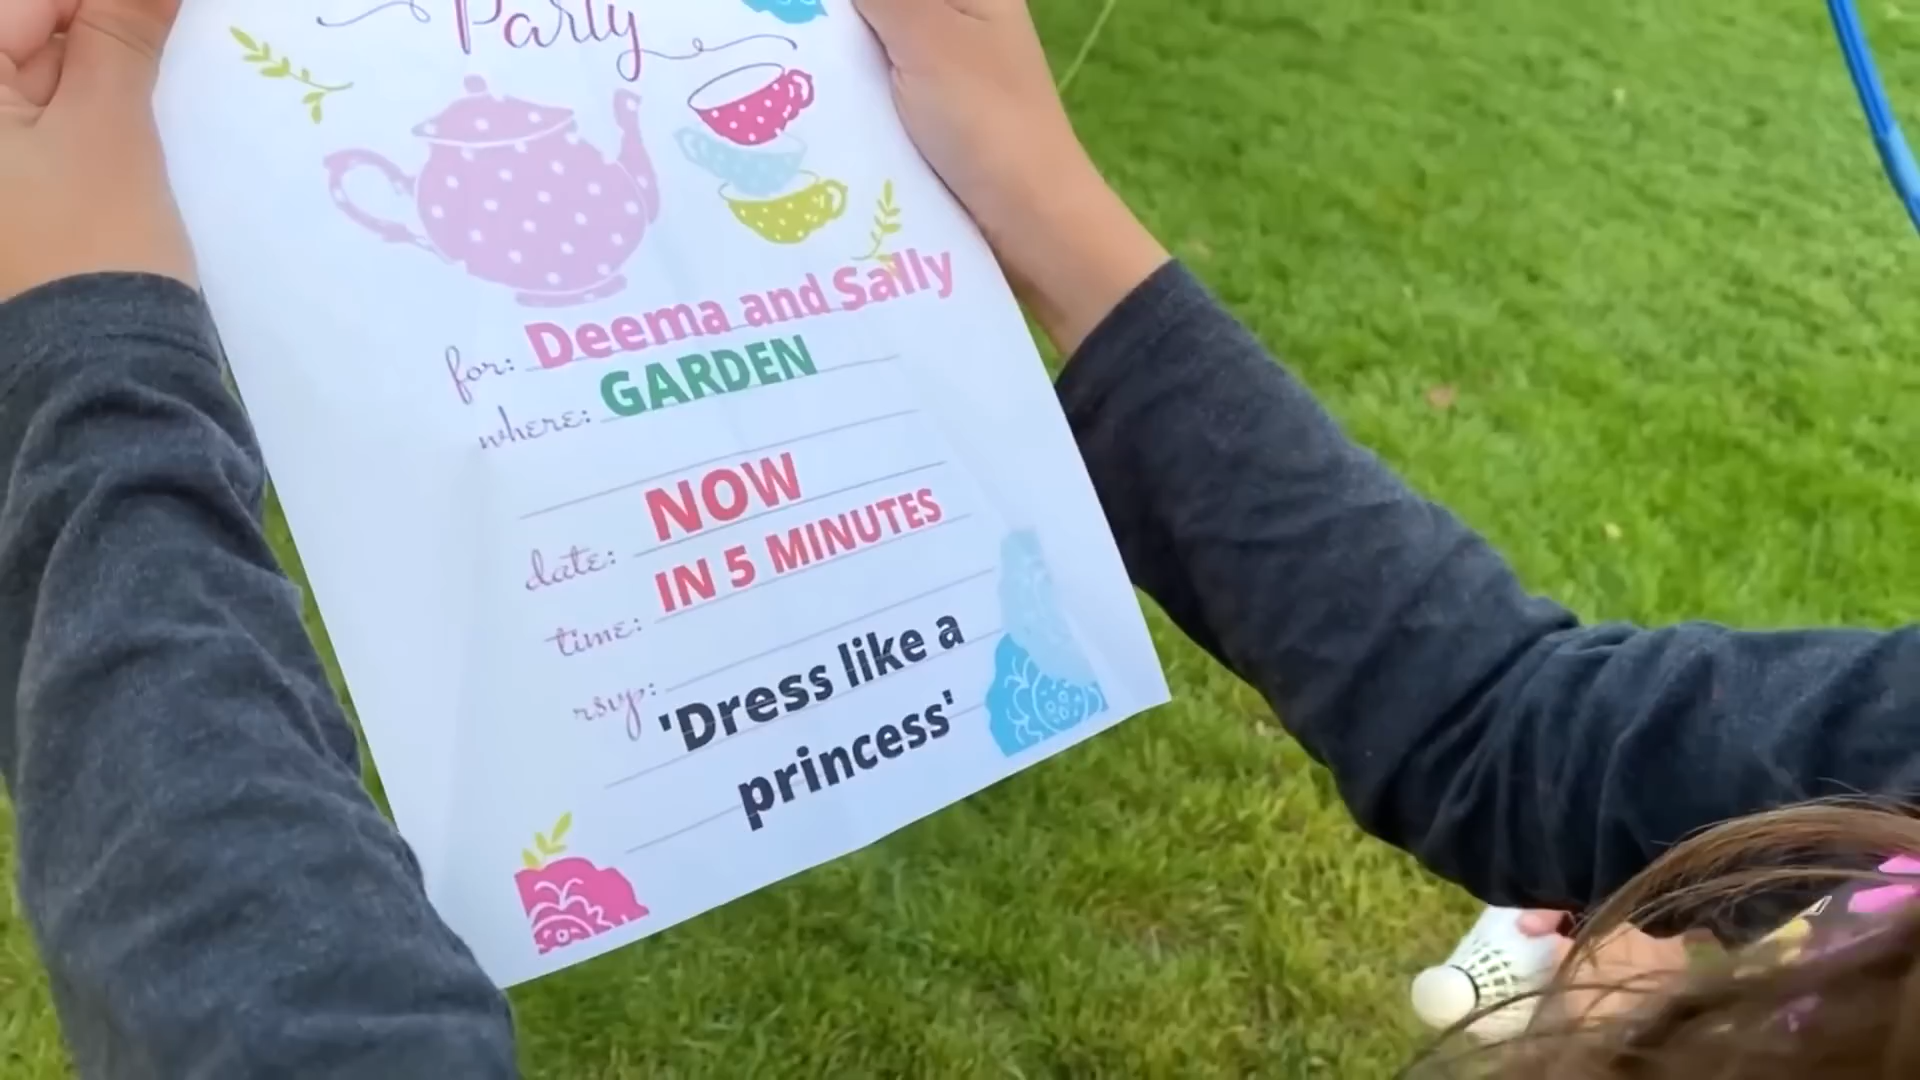 Party
for: Deema and Sally
where: GARDEN
date: NOW
time: IN 5 MINUTES
rsvp: 'Dress like a
princess'